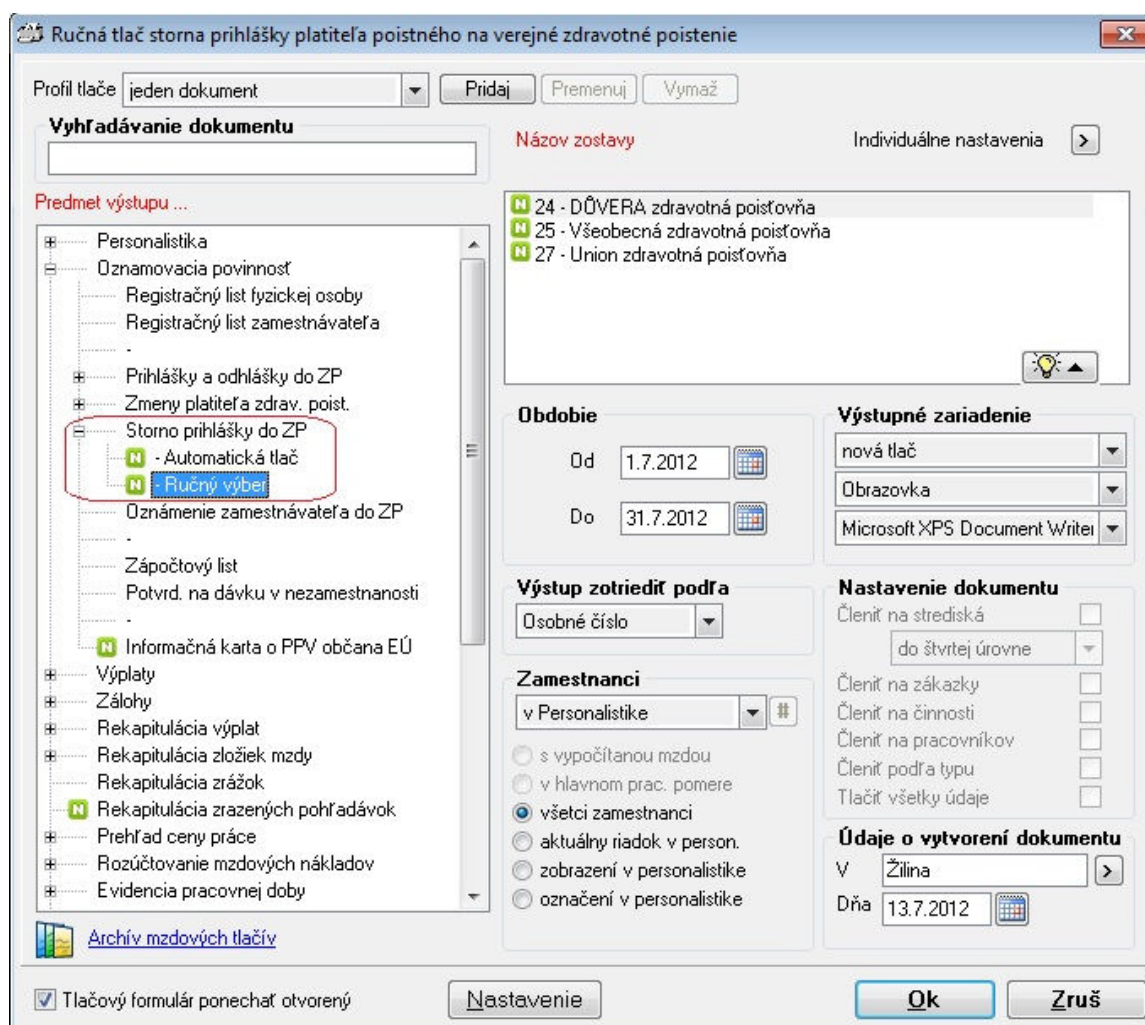 Ručná tlač storna prihlášky platiteľa poistného na verejné zdravotné poistenie
Profil tlače jeden dokument Pridaj Premenuj Vymaž
Vyhľadávanie dokumentu
Názov zostavy Individuálne nastavenia >
Predmet výstupu ...
Personalistika
Oznamovacia povinnosť
Registračný list fyzickej osoby
Registračný list zamestnávateľa
-
Prihlášky a odhlášky do ZP
Zmeny platiteľa zdrav. poist.
Storno prihlášky do ZP
N - Automatická tlač
N - Ručný výber
Oznámenie zamestnávateľa do ZP
-
Zápočtový list
Potvrd. na dávku v nezamestnanosti
-
N Informačná karta o PPV občana EÚ
Výplaty
Zálohy
Rekapitulácia výplat
Rekapitulácia zložiek mzdy
Rekapitulácia zrážok
N Rekapitulácia zrazených pohľadávok
Prehľad ceny práce
Rozúčtovanie mzdových nákladov
Evidencia pracovnej doby
Archív mzdových tlačív
N 24 - DÔVERA zdravotná poisťovňa
N 25 - Všeobecná zdravotná poisťovňa
N 27 - Union zdravotná poisťovňa
Obdobie
Od 1.7.2012
Do 31.7.2012
Výstup zotriediť podľa
Osobné číslo
Zamestnanci
v Personalistike #
s vypočítanou mzdou
v hlavnom prac. pomere
všetci zamestnanci
aktuálny riadok v person.
zobrazení v personalistike
označení v personalistike
Výstupné zariadenie
nová tlač
Obrazovka
Microsoft XPS Document Writer
Nastavenie dokumentu
Členiť na strediská
do štvrtej úrovne
Členiť na zákazky
Členiť na činnosti
Členiť na pracovníkov
Členiť podľa typu
Tlačiť všetky údaje
Údaje o vytvorení dokumentu
V Žilina >
Dňa 13.7.2012
Tlačový formulár ponechať otvorený Nastavenie Ok Zruš